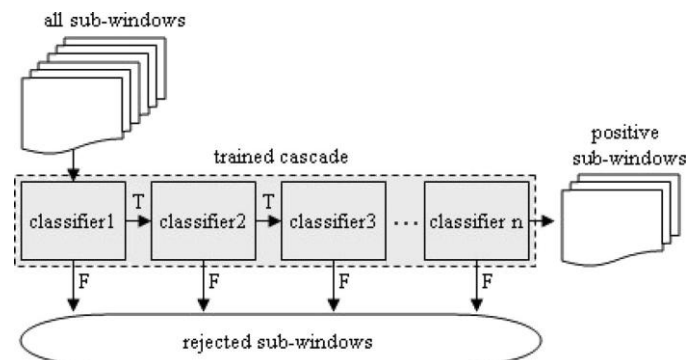 all sub-windows
positive
sub-windows
trained cascade
T T
classifier1 classifier2 classifier3 ... classifier n
F F F F
rejected sub-windows